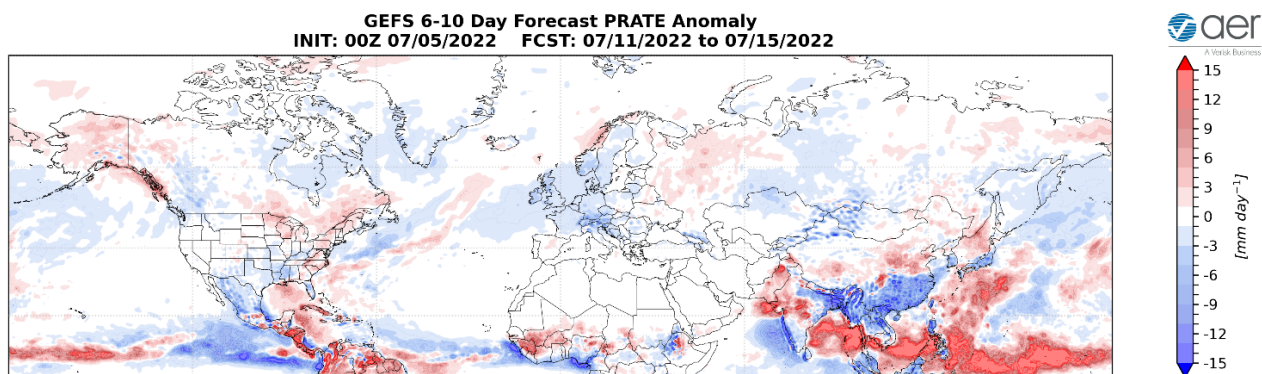 GEFS 6-10 Day Forecast PRATE Anomaly
INIT: 00Z 07/05/2022 FCST: 07/11/2022 to 07/15/2022
aer
A Verisk Business
15
12
9
6
3
0
-3
-6
-9
-12
-15
[mm day⁻¹]